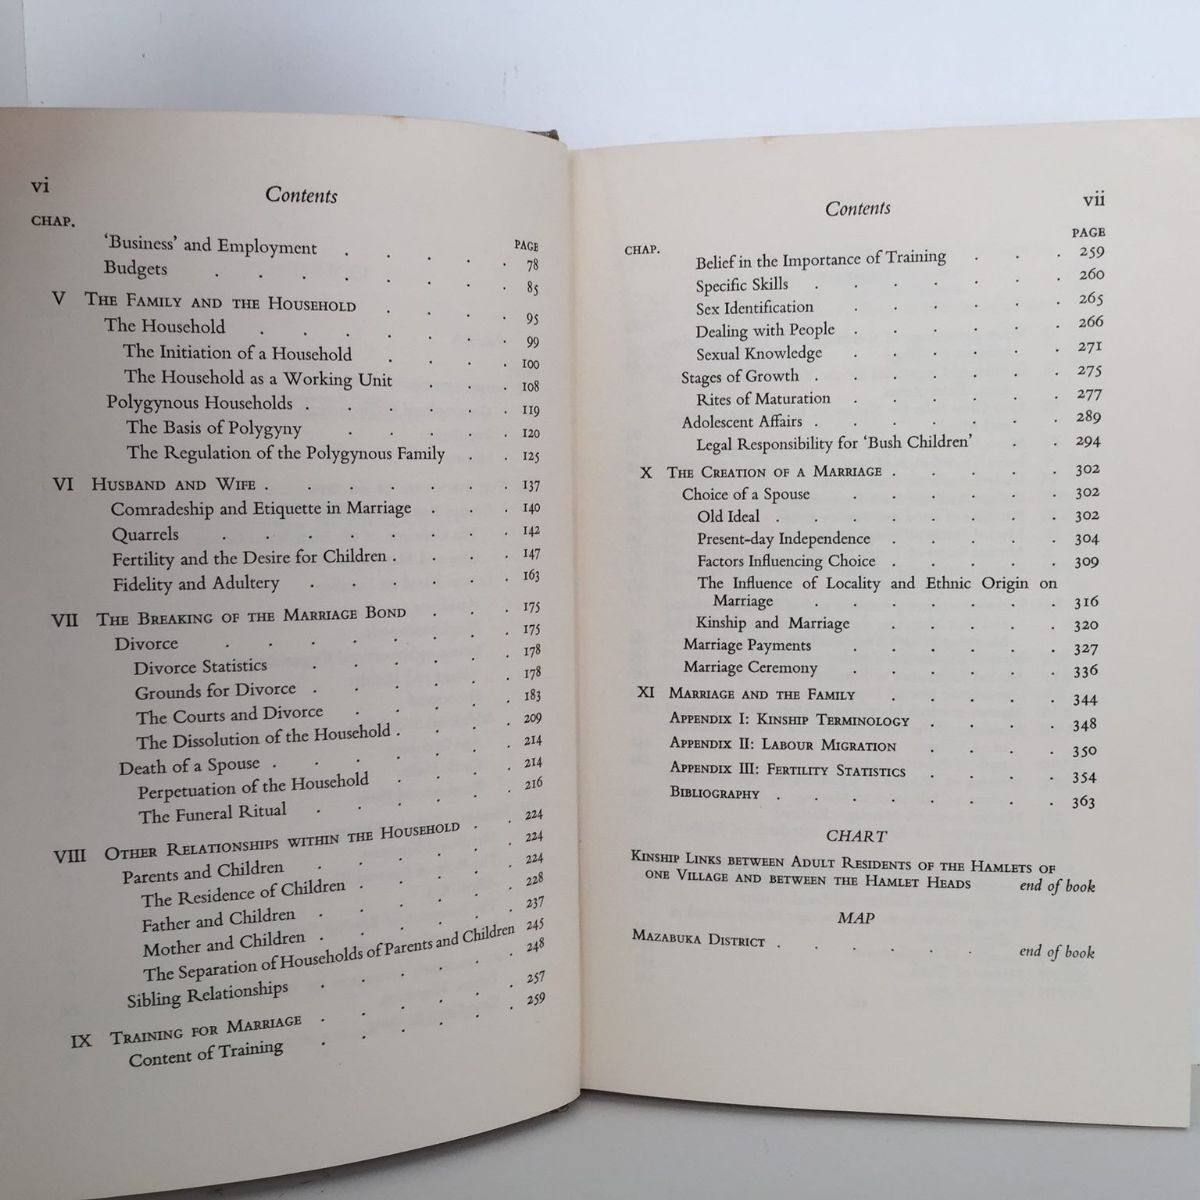 vi
Contents
CHAP.
PAGE
'Business' and Employment . . . . . 78
Budgets . . . . . . . 85
V THE FAMILY AND THE HOUSEHOLD . . . . 95
The Household . . . . . . 99
The Initiation of a Household . . . . 100
The Household as a Working Unit . . . 108
Polygynous Households . . . . . . 119
The Basis of Polygyny . . . . . 120
The Regulation of the Polygynous Family . . 125
VI HUSBAND AND WIFE . . . . . . . 137
Comradeship and Etiquette in Marriage . . . 140
Quarrels . . . . . . . . 142
Fertility and the Desire for Children . . . . 147
Fidelity and Adultery . . . . . . 163
VII THE BREAKING OF THE MARRIAGE BOND . . . 175
Divorce . . . . . . . 175
Divorce Statistics . . . . . . 178
Grounds for Divorce . . . . . . 178
The Courts and Divorce . . . . . 183
The Dissolution of the Household . . . . 209
Death of a Spouse . . . . . . . 214
Perpetuation of the Household . . . . 214
The Funeral Ritual . . . . . . 216
VIII OTHER RELATIONSHIPS WITHIN THE HOUSEHOLD . . 224
Parents and Children . . . . . . 224
The Residence of Children . . . . . 224
Father and Children . . . . . . 228
Mother and Children . . . . . . 237
The Separation of Households of Parents and Children 245
Sibling Relationships . . . . . . 248
IX TRAINING FOR MARRIAGE . . . . . . 257
Content of Training . . . . . . 259
Contents
vii
CHAP.
PAGE
Belief in the Importance of Training . . . 259
Specific Skills . . . . . . . 260
Sex Identification . . . . . . 265
Dealing with People . . . . . . 266
Sexual Knowledge . . . . . . 271
Stages of Growth . . . . . . . 275
Rites of Maturation . . . . . . 277
Adolescent Affairs . . . . . . . 289
Legal Responsibility for 'Bush Children' . . 294
X THE CREATION OF A MARRIAGE . . . . . 302
Choice of a Spouse . . . . . . 302
Old Ideal . . . . . . . . 302
Present-day Independence . . . . . 304
Factors Influencing Choice . . . . . 309
The Influence of Locality and Ethnic Origin on
Marriage . . . . . . . 316
Kinship and Marriage . . . . . 320
Marriage Payments . . . . . . 327
Marriage Ceremony . . . . . . 336
XI MARRIAGE AND THE FAMILY . . . . . 344
APPENDIX I: KINSHIP TERMINOLOGY . . . . 348
APPENDIX II: LABOUR MIGRATION . . . . 350
APPENDIX III: FERTILITY STATISTICS . . . . 354
BIBLIOGRAPHY . . . . . . . . 363
CHART
KINSHIP LINKS BETWEEN ADULT RESIDENTS OF THE HAMLETS OF
ONE VILLAGE AND BETWEEN THE HAMLET HEADS end of book
MAP
MAZABUKA DISTRICT . . . . . . end of book